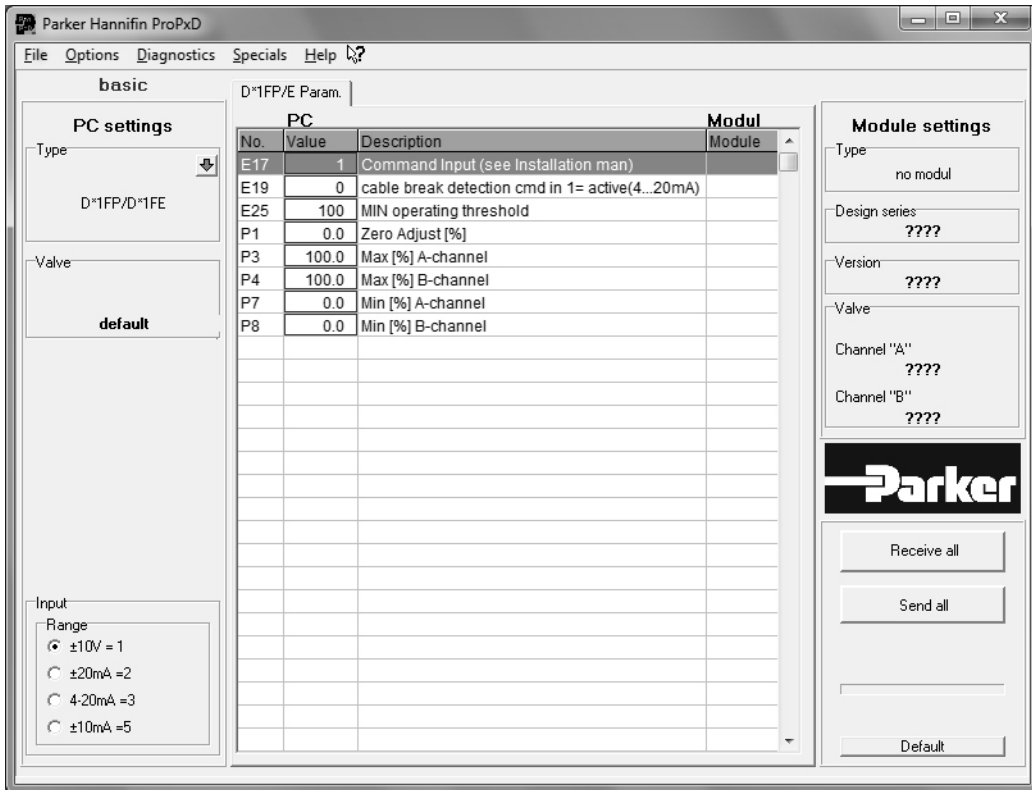 Parker Hannifin ProPxD
File Options Diagnostics Specials Help ?
basic
PC settings
Type
D*1FP/D*1FE
Valve
default
Input
Range
±10V = 1
±20mA =2
4-20mA =3
±10mA =5
D*1FP/E Param.
PC Modul
No. Value Description Module
E17 1 Command Input (see Installation man)
E19 0 cable break detection cmd in 1= active(4...20mA)
E25 100 MIN operating threshold
P1 0.0 Zero Adjust [%]
P3 100.0 Max [%] A-channel
P4 100.0 Max [%] B-channel
P7 0.0 Min [%] A-channel
P8 0.0 Min [%] B-channel
Module settings
Type
no modul
Design series
????
Version
????
Valve
Channel "A"
????
Channel "B"
????
Parker
Receive all
Send all
Default